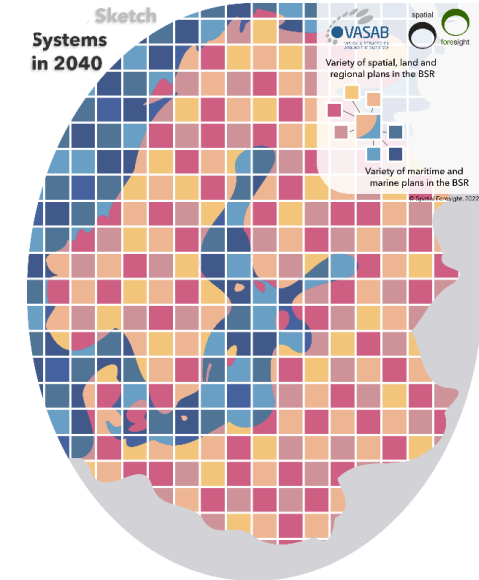 Sketch
Systems
in 2040
VASAB
spatial
foresight
Variety of spatial, land and
regional plans in the BSR
Variety of maritime and
marine plans in the BSR
© Spatial Foresight, 2022